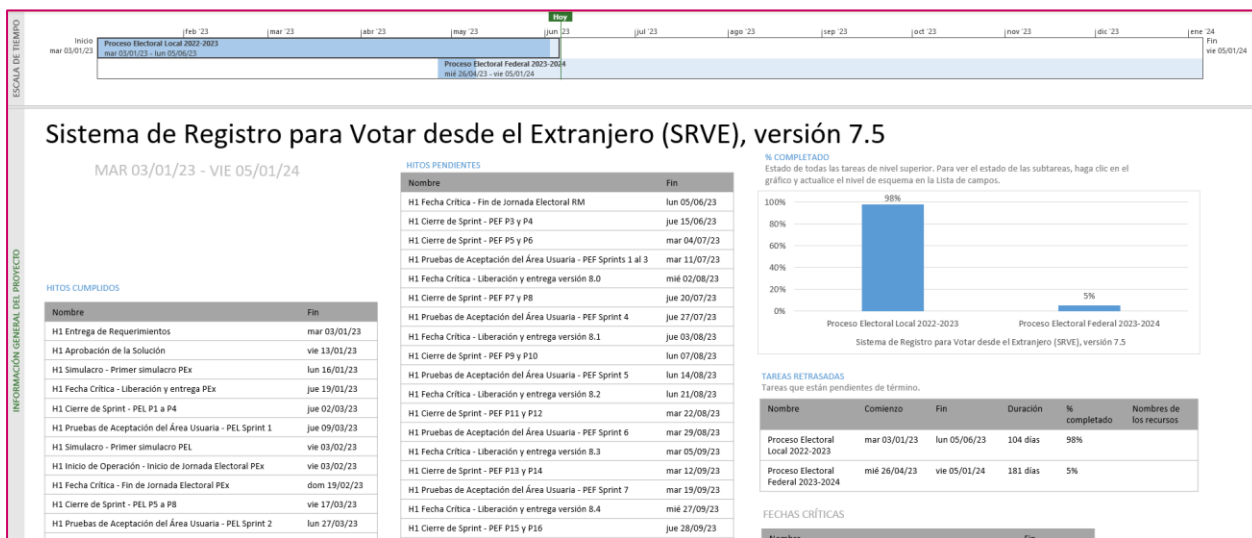 ESCALA DE TIEMPO
Hoy
feb '23 mar '23 abr '23 may '23 jun '23 jul '23 ago '23 sep '23 oct '23 nov '23 dic '23 ene '24
Inicio
mar 03/01/23
Proceso Electoral Local 2022-2023
mar 03/01/23 - lun 05/06/23
Proceso Electoral Federal 2023-2024
mié 26/04/23 - vie 05/01/24
Fin
vie 05/01/24
INFORMACIÓN GENERAL DEL PROYECTO
Sistema de Registro para Votar desde el Extranjero (SRVE), versión 7.5
MAR 03/01/23 - VIE 05/01/24
HITOS CUMPLIDOS
Nombre Fin
H1 Entrega de Requerimientos mar 03/01/23
H1 Aprobación de la Solución vie 13/01/23
H1 Simulacro - Primer simulacro PEx lun 16/01/23
H1 Fecha Crítica - Liberación y entrega PEx jue 19/01/23
H1 Cierre de Sprint - PEL P1 a P4 jue 02/03/23
H1 Pruebas de Aceptación del Área Usuaria - PEL Sprint 1 jue 09/03/23
H1 Simulacro - Primer simulacro PEL vie 03/02/23
H1 Inicio de Operación - Inicio de Jornada Electoral PEx vie 03/02/23
H1 Fecha Crítica - Fin de Jornada Electoral PEx dom 19/02/23
H1 Cierre de Sprint - PEL P5 a P8 vie 17/03/23
H1 Pruebas de Aceptación del Área Usuaria - PEL Sprint 2 lun 27/03/23
HITOS PENDIENTES
Nombre Fin
H1 Fecha Crítica - Fin de Jornada Electoral RM lun 05/06/23
H1 Cierre de Sprint - PEF P3 y P4 jue 15/06/23
H1 Cierre de Sprint - PEF P5 y P6 mar 04/07/23
H1 Pruebas de Aceptación del Área Usuaria - PEF Sprints 1 al 3 mar 11/07/23
H1 Fecha Crítica - Liberación y entrega versión 8.0 mié 02/08/23
H1 Cierre de Sprint - PEF P7 y P8 jue 20/07/23
H1 Pruebas de Aceptación del Área Usuaria - PEF Sprint 4 jue 27/07/23
H1 Fecha Crítica - Liberación y entrega versión 8.1 jue 03/08/23
H1 Cierre de Sprint - PEF P9 y P10 lun 07/08/23
H1 Pruebas de Aceptación del Área Usuaria - PEF Sprint 5 lun 14/08/23
H1 Fecha Crítica - Liberación y entrega versión 8.2 lun 21/08/23
H1 Cierre de Sprint - PEF P11 y P12 mar 22/08/23
H1 Pruebas de Aceptación del Área Usuaria - PEF Sprint 6 mar 29/08/23
H1 Fecha Crítica - Liberación y entrega versión 8.3 mar 05/09/23
H1 Cierre de Sprint - PEF P13 y P14 mar 12/09/23
H1 Pruebas de Aceptación del Área Usuaria - PEF Sprint 7 mar 19/09/23
H1 Fecha Crítica - Liberación y entrega versión 8.4 mié 27/09/23
H1 Cierre de Sprint - PEF P15 y P16 jue 28/09/23
% COMPLETADO
Estado de todas las tareas de nivel superior. Para ver el estado de las subtareas, haga clic en el
gráfico y actualice el nivel de esquema en la Lista de campos.
100%
80%
60%
40%
20%
0%
98%
5%
Proceso Electoral Local 2022-2023 Proceso Electoral Federal 2023-2024
Sistema de Registro para Votar desde el Extranjero (SRVE), versión 7.5
TAREAS RETRASADAS
Tareas que están pendientes de término.
Nombre Comienzo Fin Duración % completado Nombres de los recursos
Proceso Electoral Local 2022-2023 mar 03/01/23 lun 05/06/23 104 días 98%
Proceso Electoral Federal 2023-2024 mié 26/04/23 vie 05/01/24 181 días 5%
FECHAS CRÍTICAS
Nombre Fin